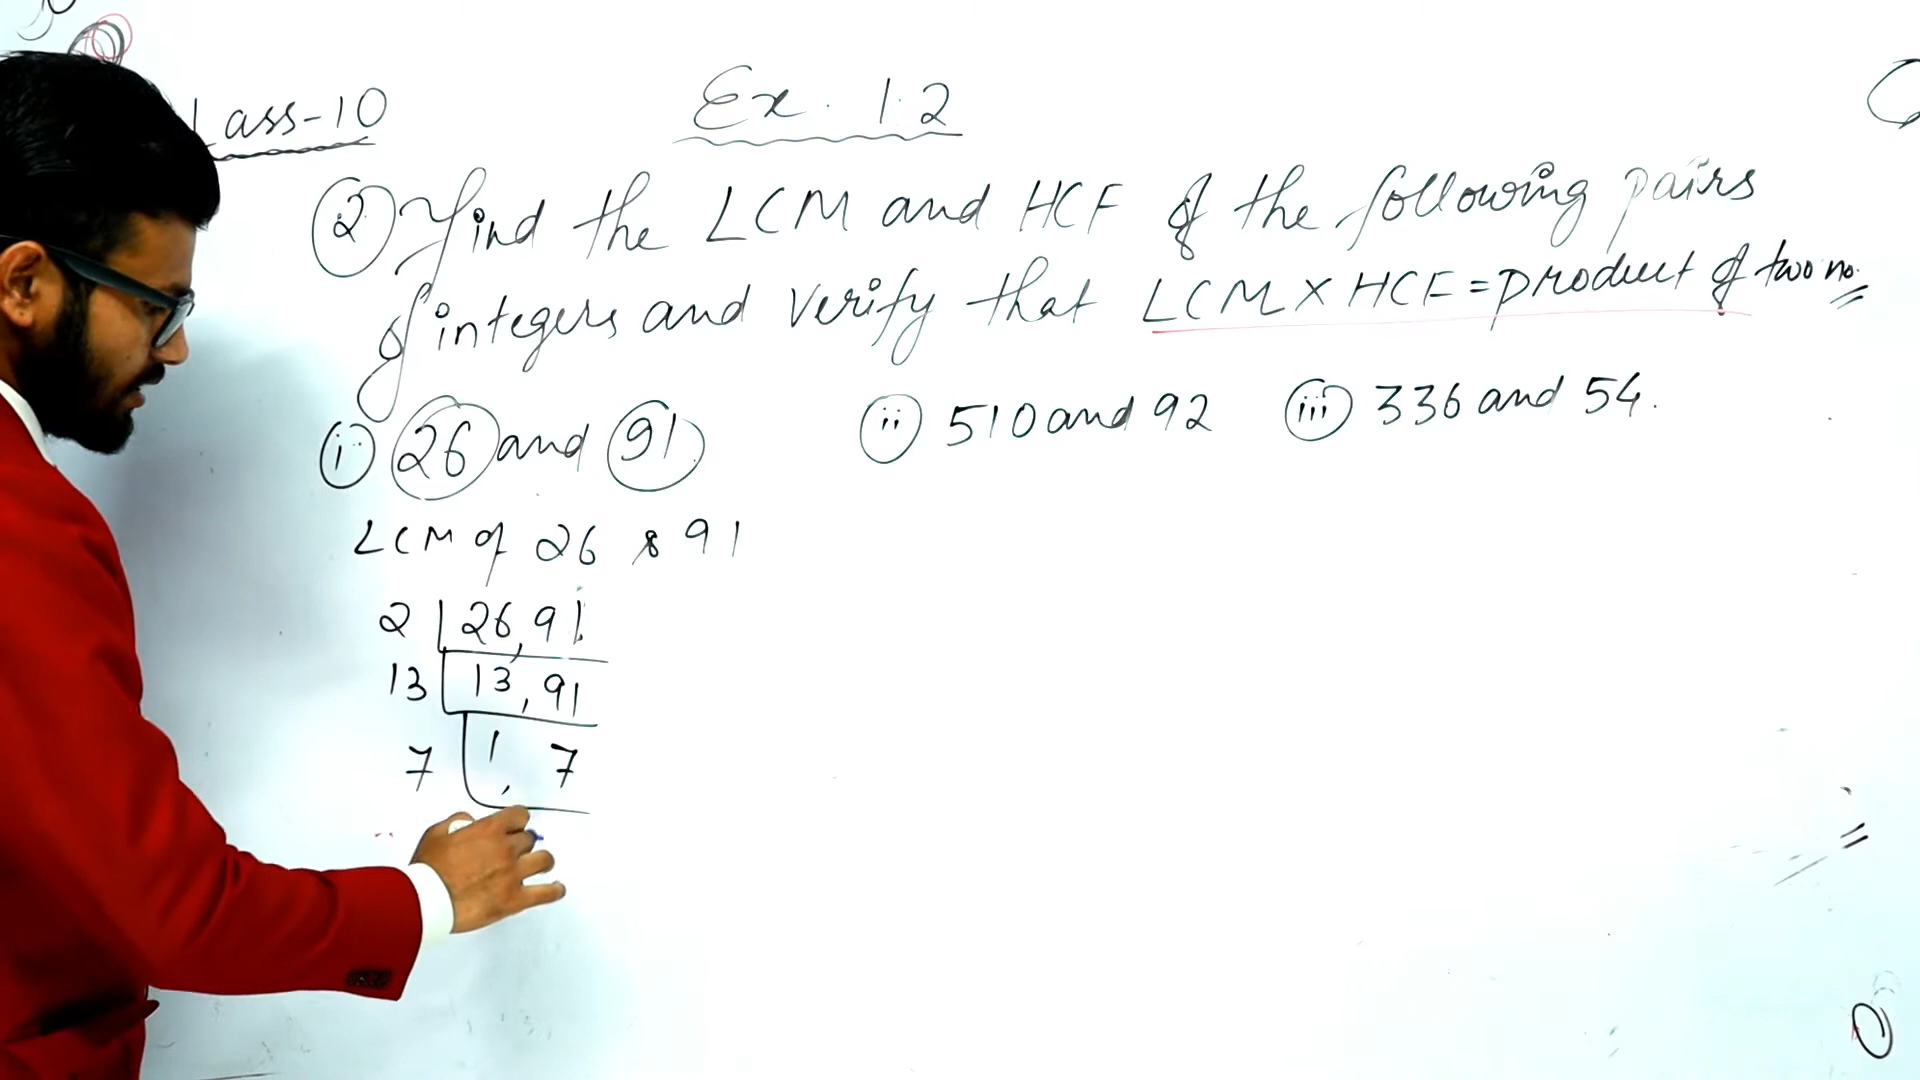 lass-10
Ex. 1.2
(2) find the LCM and HCF of the following pairs
of integers and verify that LCM X HCF = product of two no.
(i) 26 and 91 (ii) 510 and 92 (iii) 336 and 54.
LCM of 26 & 91
2 | 26, 91
13 | 13, 91
7 | 1, 7